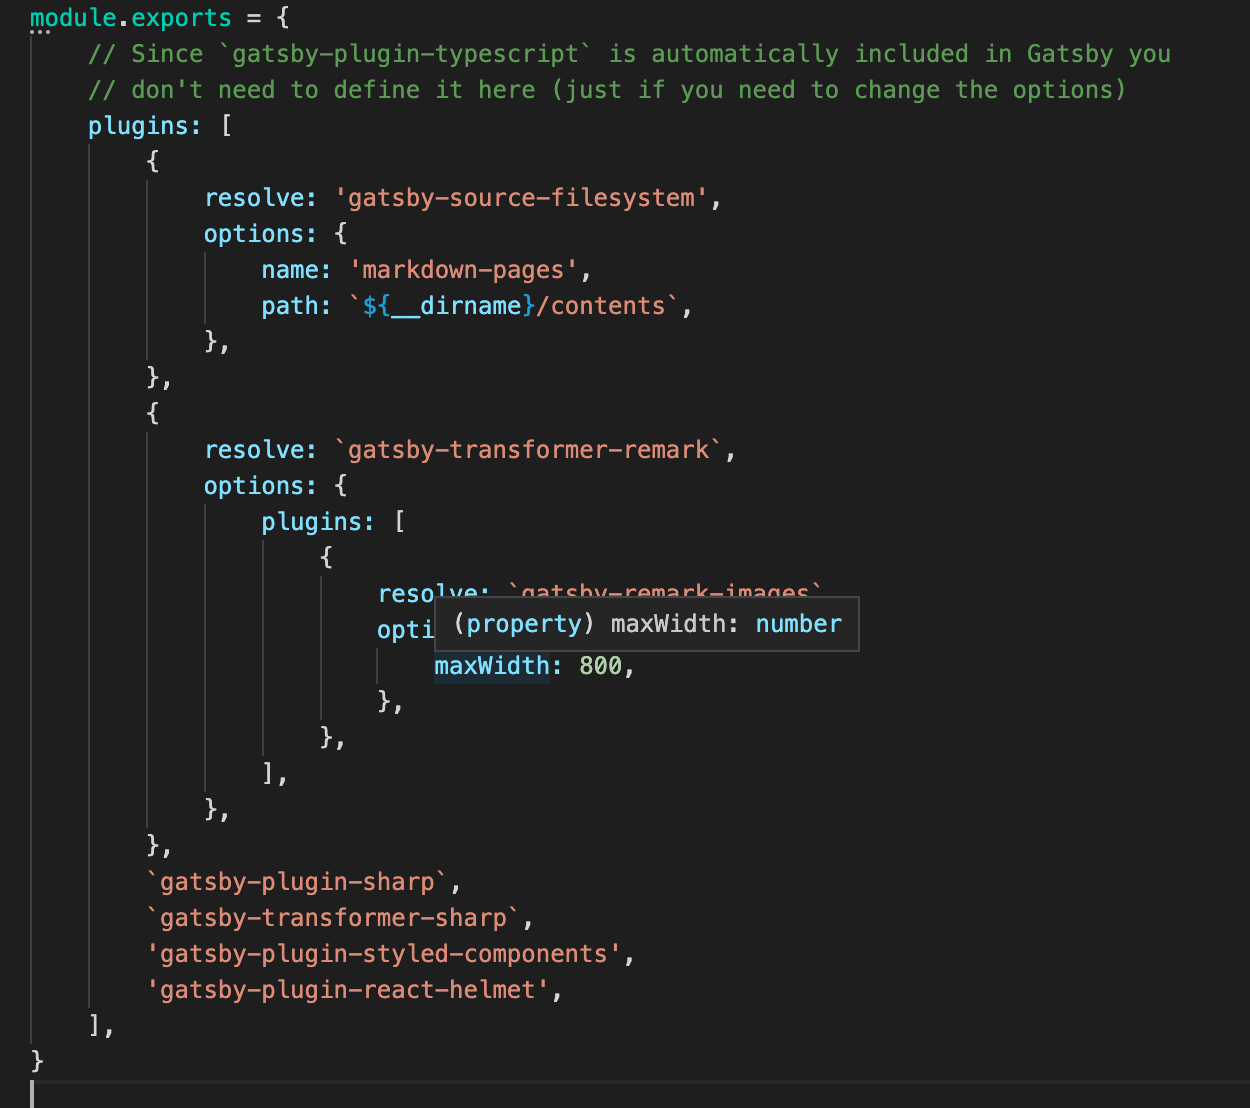 module.exports = {
// Since `gatsby-plugin-typescript` is automatically included in Gatsby you
// don't need to define it here (just if you need to change the options)
plugins: [
{
resolve: 'gatsby-source-filesystem',
options: {
name: 'markdown-pages',
path: `${__dirname}/contents`,
},
},
{
resolve: `gatsby-transformer-remark`,
options: {
plugins: [
{
resolve: `gatsby-remark-images`
opti
(property) maxWidth: number
maxWidth: 800,
},
},
],
},
},
`gatsby-plugin-sharp`,
`gatsby-transformer-sharp`,
'gatsby-plugin-styled-components',
'gatsby-plugin-react-helmet',
],
}